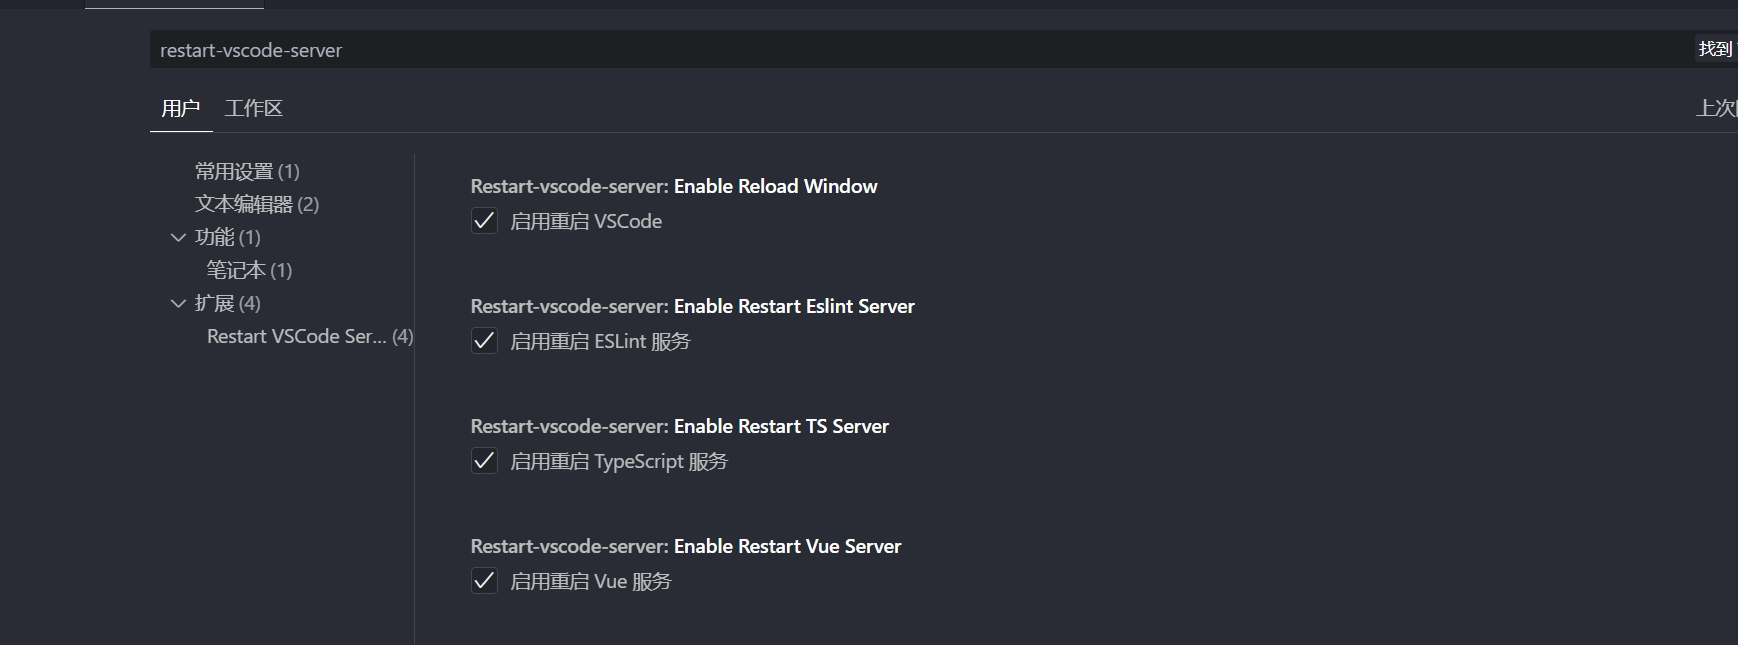 restart-vscode-server
找到
用户 工作区
上次
常用设置 (1)
文本编辑器 (2)
功能 (1)
笔记本 (1)
扩展 (4)
Restart VSCode Ser... (4)
Restart-vscode-server: Enable Reload Window
启用重启 VSCode
Restart-vscode-server: Enable Restart Eslint Server
启用重启 ESLint 服务
Restart-vscode-server: Enable Restart TS Server
启用重启 TypeScript 服务
Restart-vscode-server: Enable Restart Vue Server
启用重启 Vue 服务